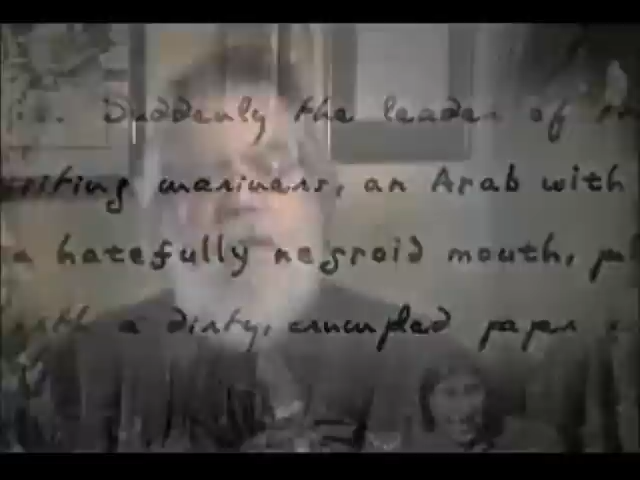 Suddenly the leader of
mariners, an Arab with
a hatefully negroid mouth,
a dirty, crumpled paper